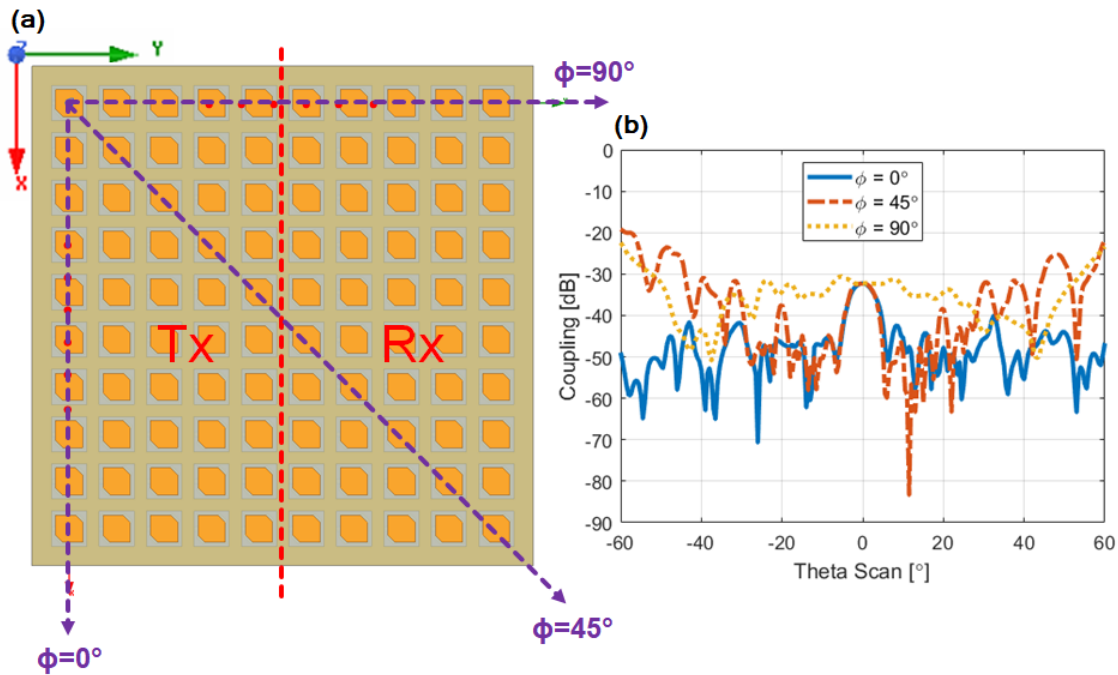 (a)
Z
Y
X
ϕ=90°
Tx
Rx
ϕ=0°
ϕ=45°
(b)
0
-10
-20
-30
-40
-50
-60
-70
-80
-90
Coupling [dB]
ϕ = 0°
ϕ = 45°
ϕ = 90°
-60
-40
-20
0
20
40
60
Theta Scan [°]